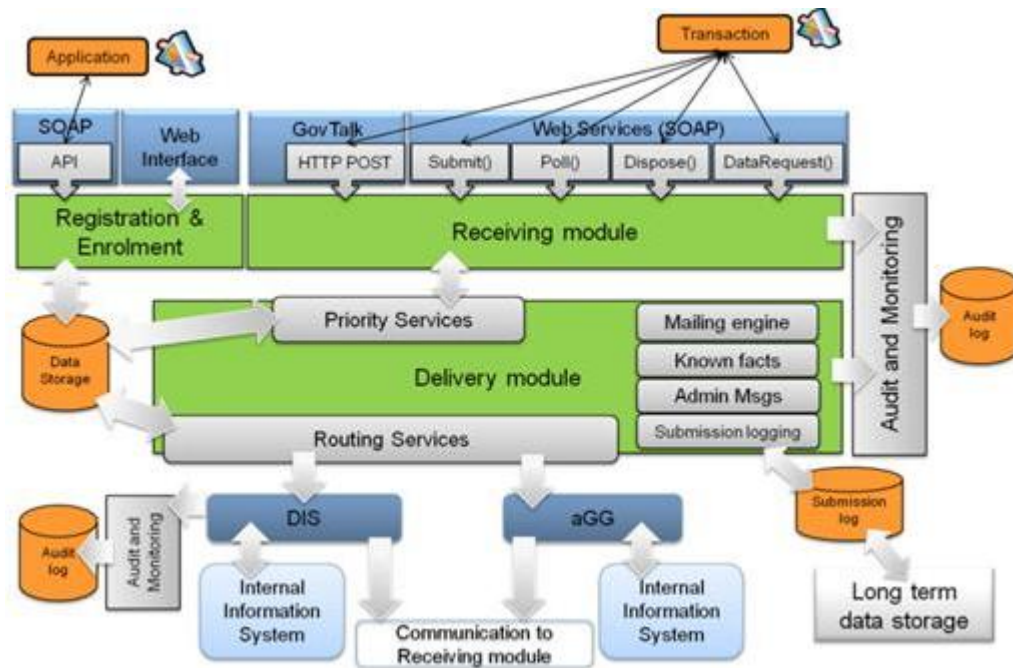 Application
Transaction
SOAP
API
Web
Interface
GovTalk
HTTP POST
Web Services (SOAP)
Submit()
Poll()
Dispose()
DataRequest()
Registration &
Enrolment
Receiving module
Audit and Monitoring
Audit
log
Data
Storage
Priority Services
Delivery module
Mailing engine
Known facts
Admin Msgs
Submission logging
Routing Services
DIS
aGG
Submission
log
Audit
log
Audit and
Monitoring
Internal
Information
System
Internal
Information
System
Communication to
Receiving module
Long term
data storage